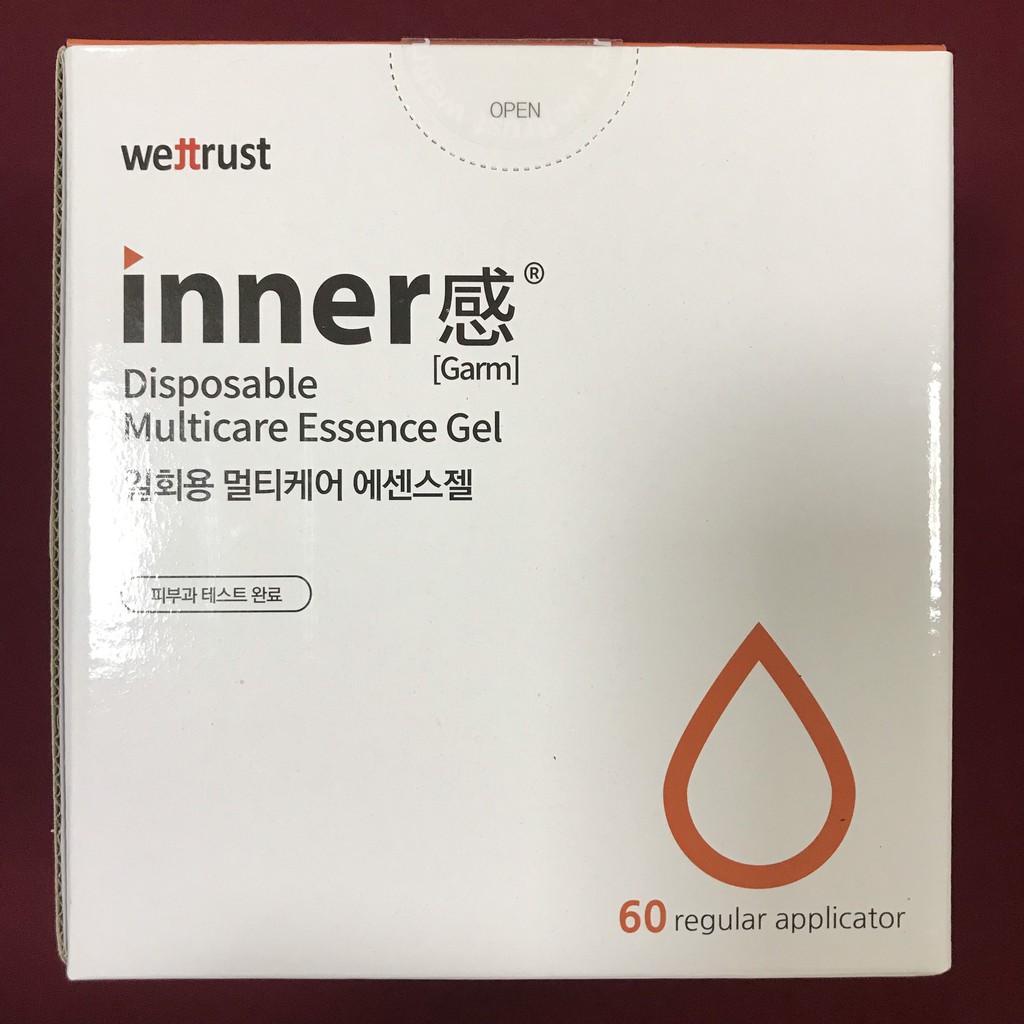 OPEN
wettrust
inner感®
[Garm]
Disposable
Multicare Essence Gel
일회용 멀티케어 에센스젤
피부과 테스트 완료
60 regular applicator